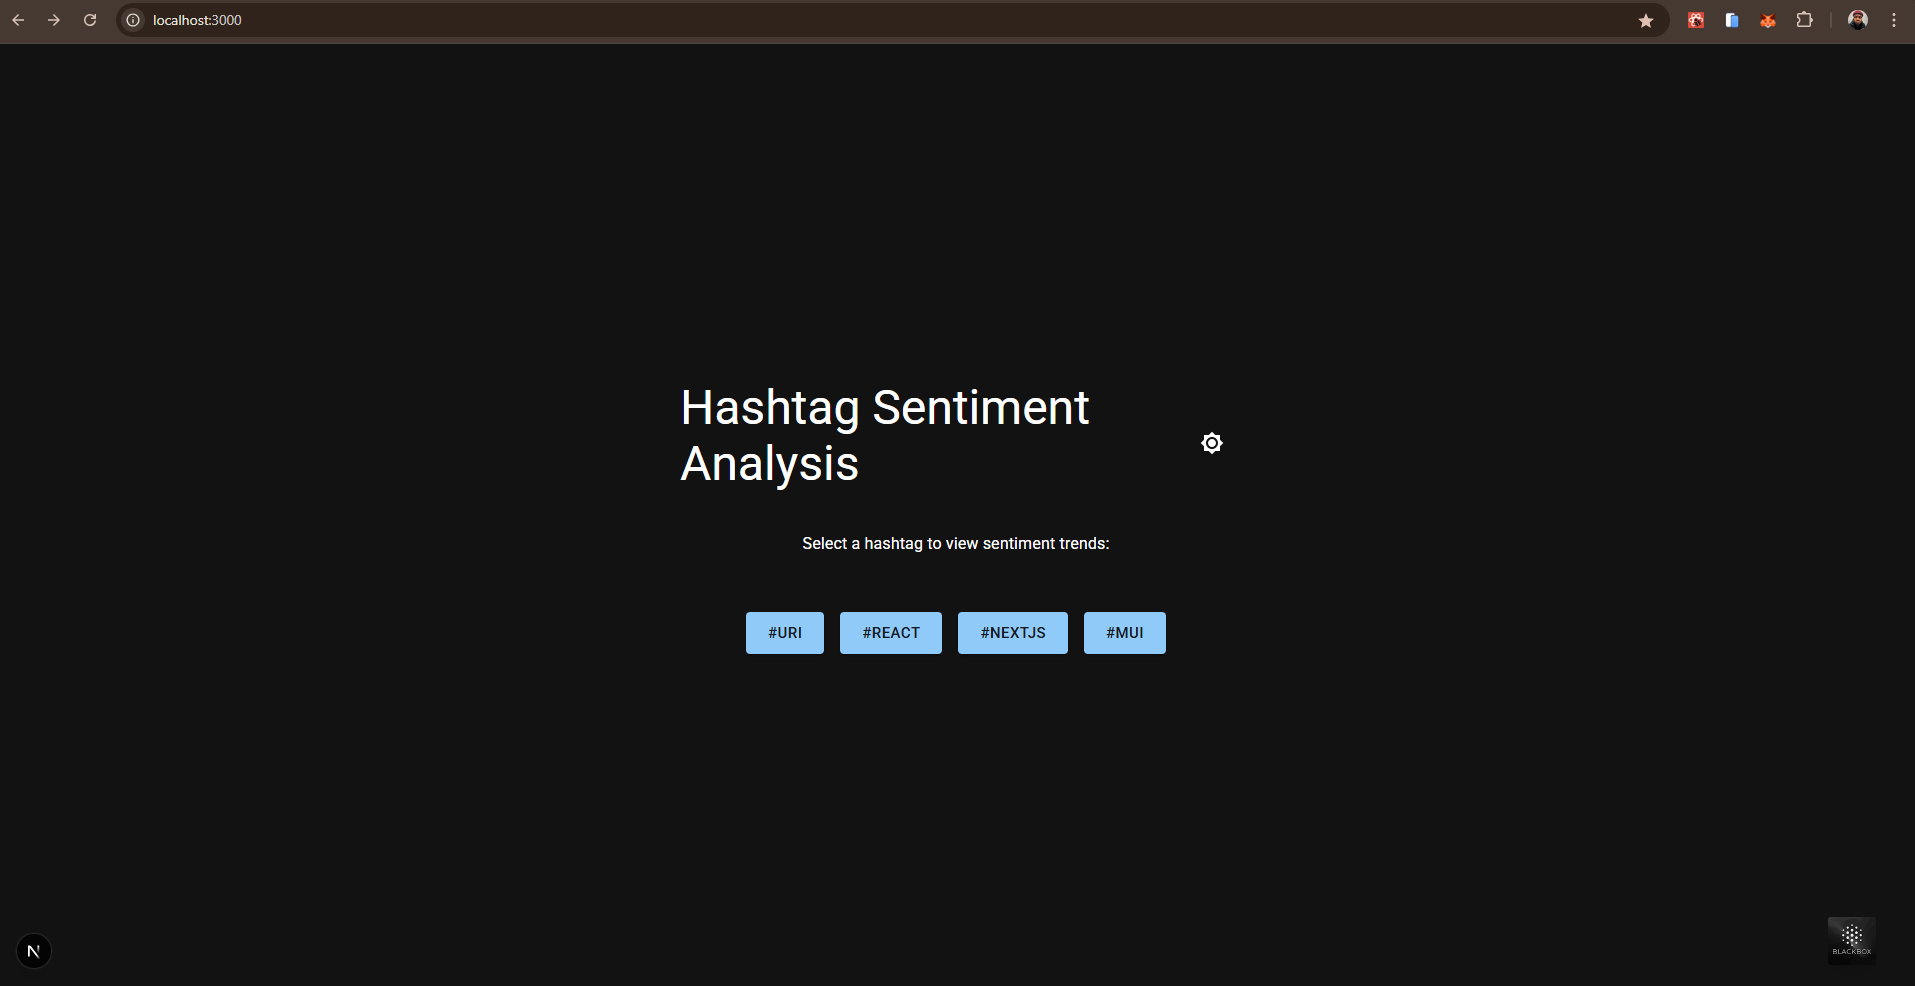 localhost:3000
Hashtag Sentiment
Analysis
Select a hashtag to view sentiment trends:
#URI
#REACT
#NEXTJS
#MUI
N
BLACKBOX